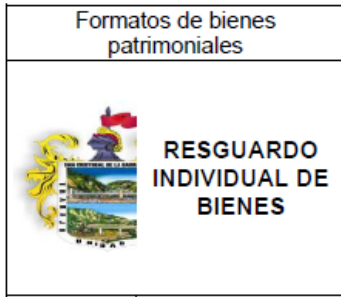 Formatos de bienes
patrimoniales
RESGUARDO
INDIVIDUAL DE
BIENES